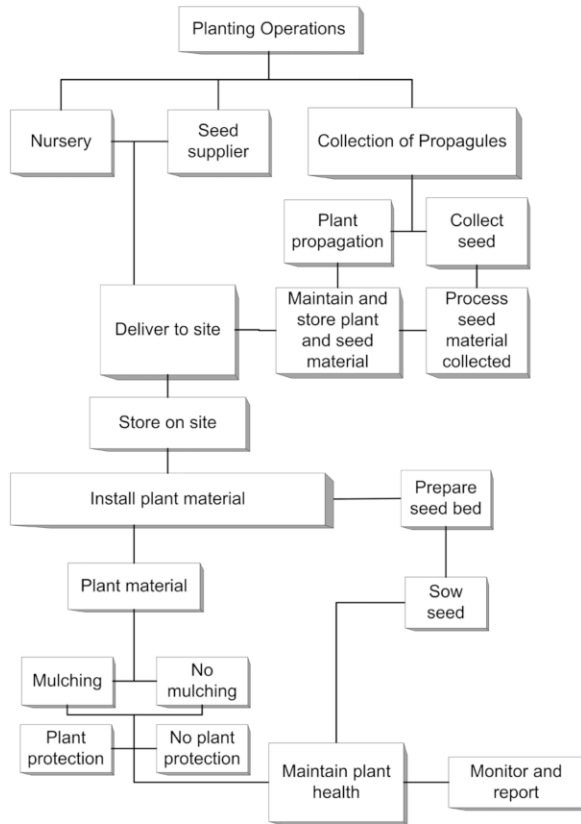 Planting Operations
Nursery
Seed
supplier
Collection of Propagules
Plant
propagation
Collect
seed
Deliver to site
Maintain and
store plant
and seed
material
Process
seed
material
collected
Store on site
Install plant material
Prepare
seed bed
Plant material
Sow
seed
Mulching
No
mulching
Plant
protection
No plant
protection
Maintain plant
health
Monitor and
report